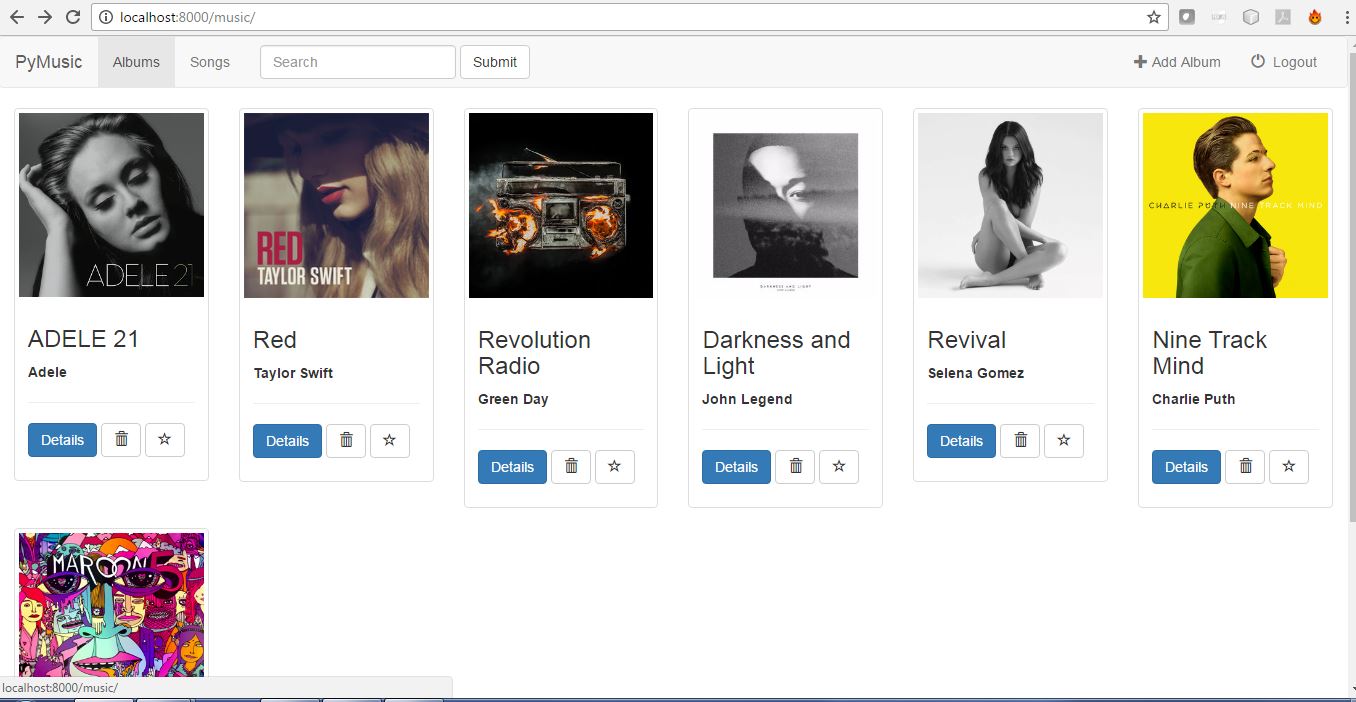 localhost:8000/music/
PyMusic Albums Songs Search Submit Add Album Logout
ADELE 21
RED
TAYLOR SWIFT
DARKNESS AND LIGHT
CHARLIE PUTH NINE TRACK MIND
ADELE 21
Adele
Details
Red
Taylor Swift
Details
Revolution
Radio
Green Day
Details
Darkness and
Light
John Legend
Details
Revival
Selena Gomez
Details
Nine Track
Mind
Charlie Puth
Details
MAROON 5
localhost:8000/music/